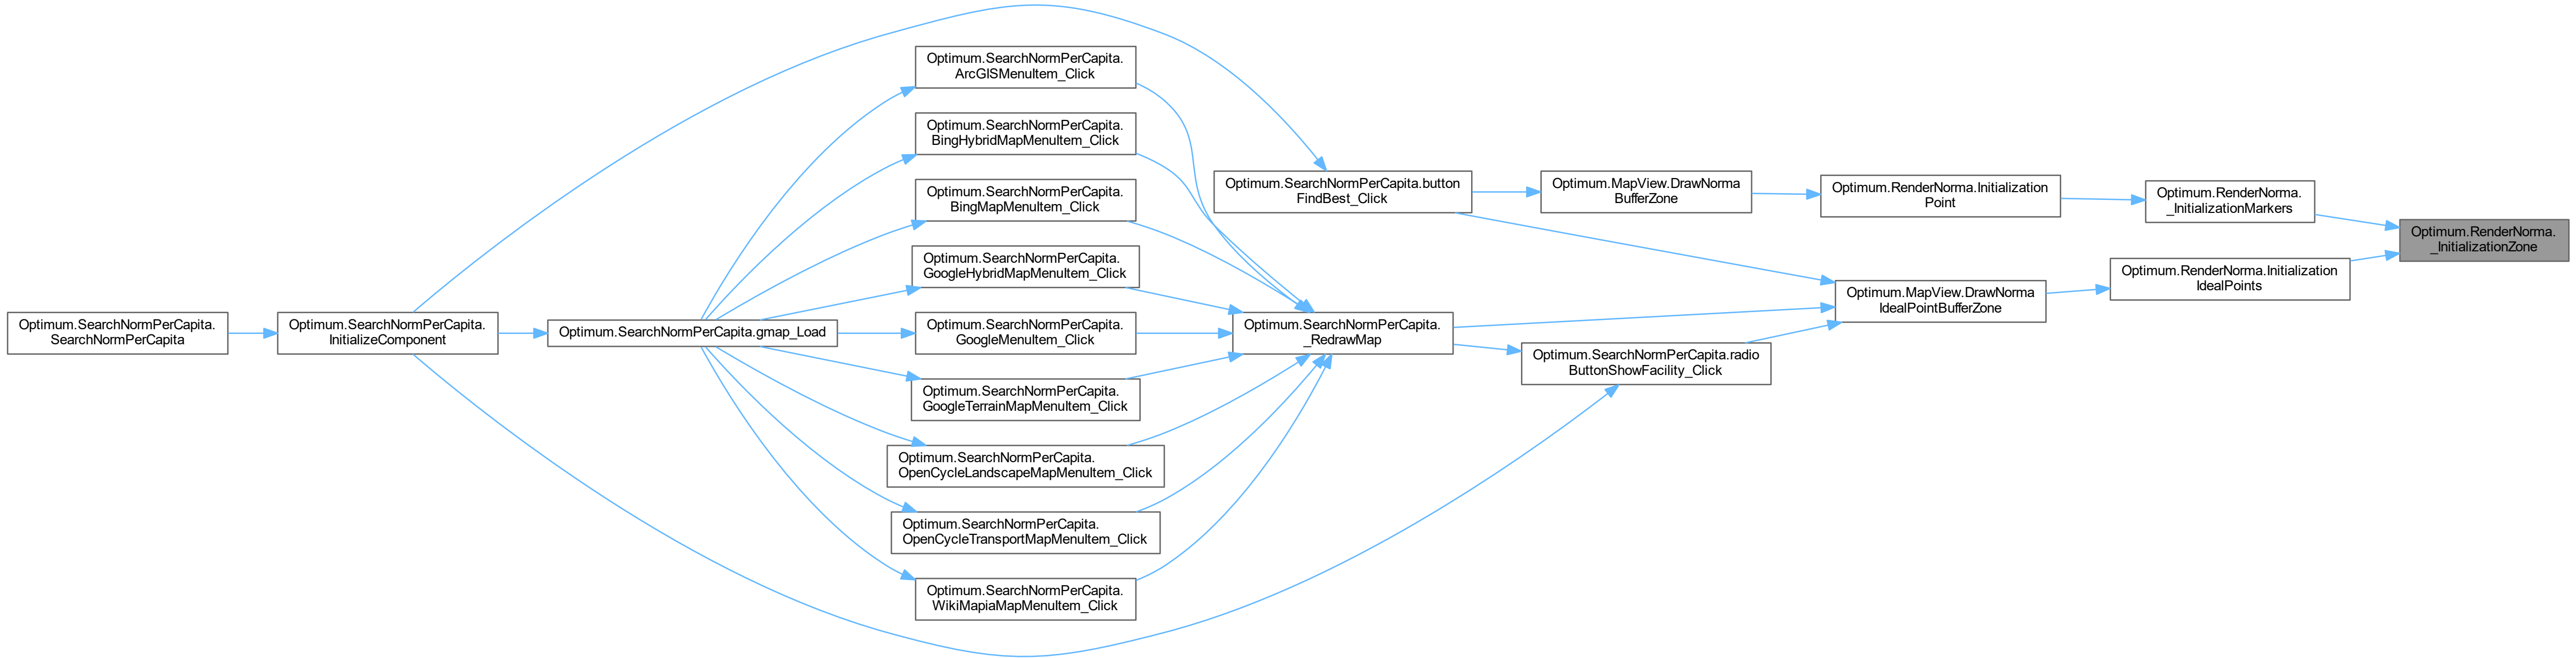 Optimum.SearchNormPerCapita.
SearchNormPerCapita
Optimum.SearchNormPerCapita.
InitializeComponent
Optimum.SearchNormPerCapita.gmap_Load
Optimum.SearchNormPerCapita.
ArcGISMenuItem_Click
Optimum.SearchNormPerCapita.
BingHybridMapMenuItem_Click
Optimum.SearchNormPerCapita.
BingMapMenuItem_Click
Optimum.SearchNormPerCapita.
GoogleHybridMapMenuItem_Click
Optimum.SearchNormPerCapita.
GoogleMenuItem_Click
Optimum.SearchNormPerCapita.
GoogleTerrainMapMenuItem_Click
Optimum.SearchNormPerCapita.
OpenCycleLandscapeMapMenuItem_Click
Optimum.SearchNormPerCapita.
OpenCycleTransportMapMenuItem_Click
Optimum.SearchNormPerCapita.
WikiMapiaMapMenuItem_Click
Optimum.SearchNormPerCapita.button
FindBest_Click
Optimum.SearchNormPerCapita.
_RedrawMap
Optimum.MapView.DrawNorma
BufferZone
Optimum.SearchNormPerCapita.radio
ButtonShowFacility_Click
Optimum.RenderNorma.Initialization
Point
Optimum.MapView.DrawNorma
IdealPointBufferZone
Optimum.RenderNorma.
_InitializationMarkers
Optimum.RenderNorma.Initialization
IdealPoints
Optimum.RenderNorma.
_InitializationZone